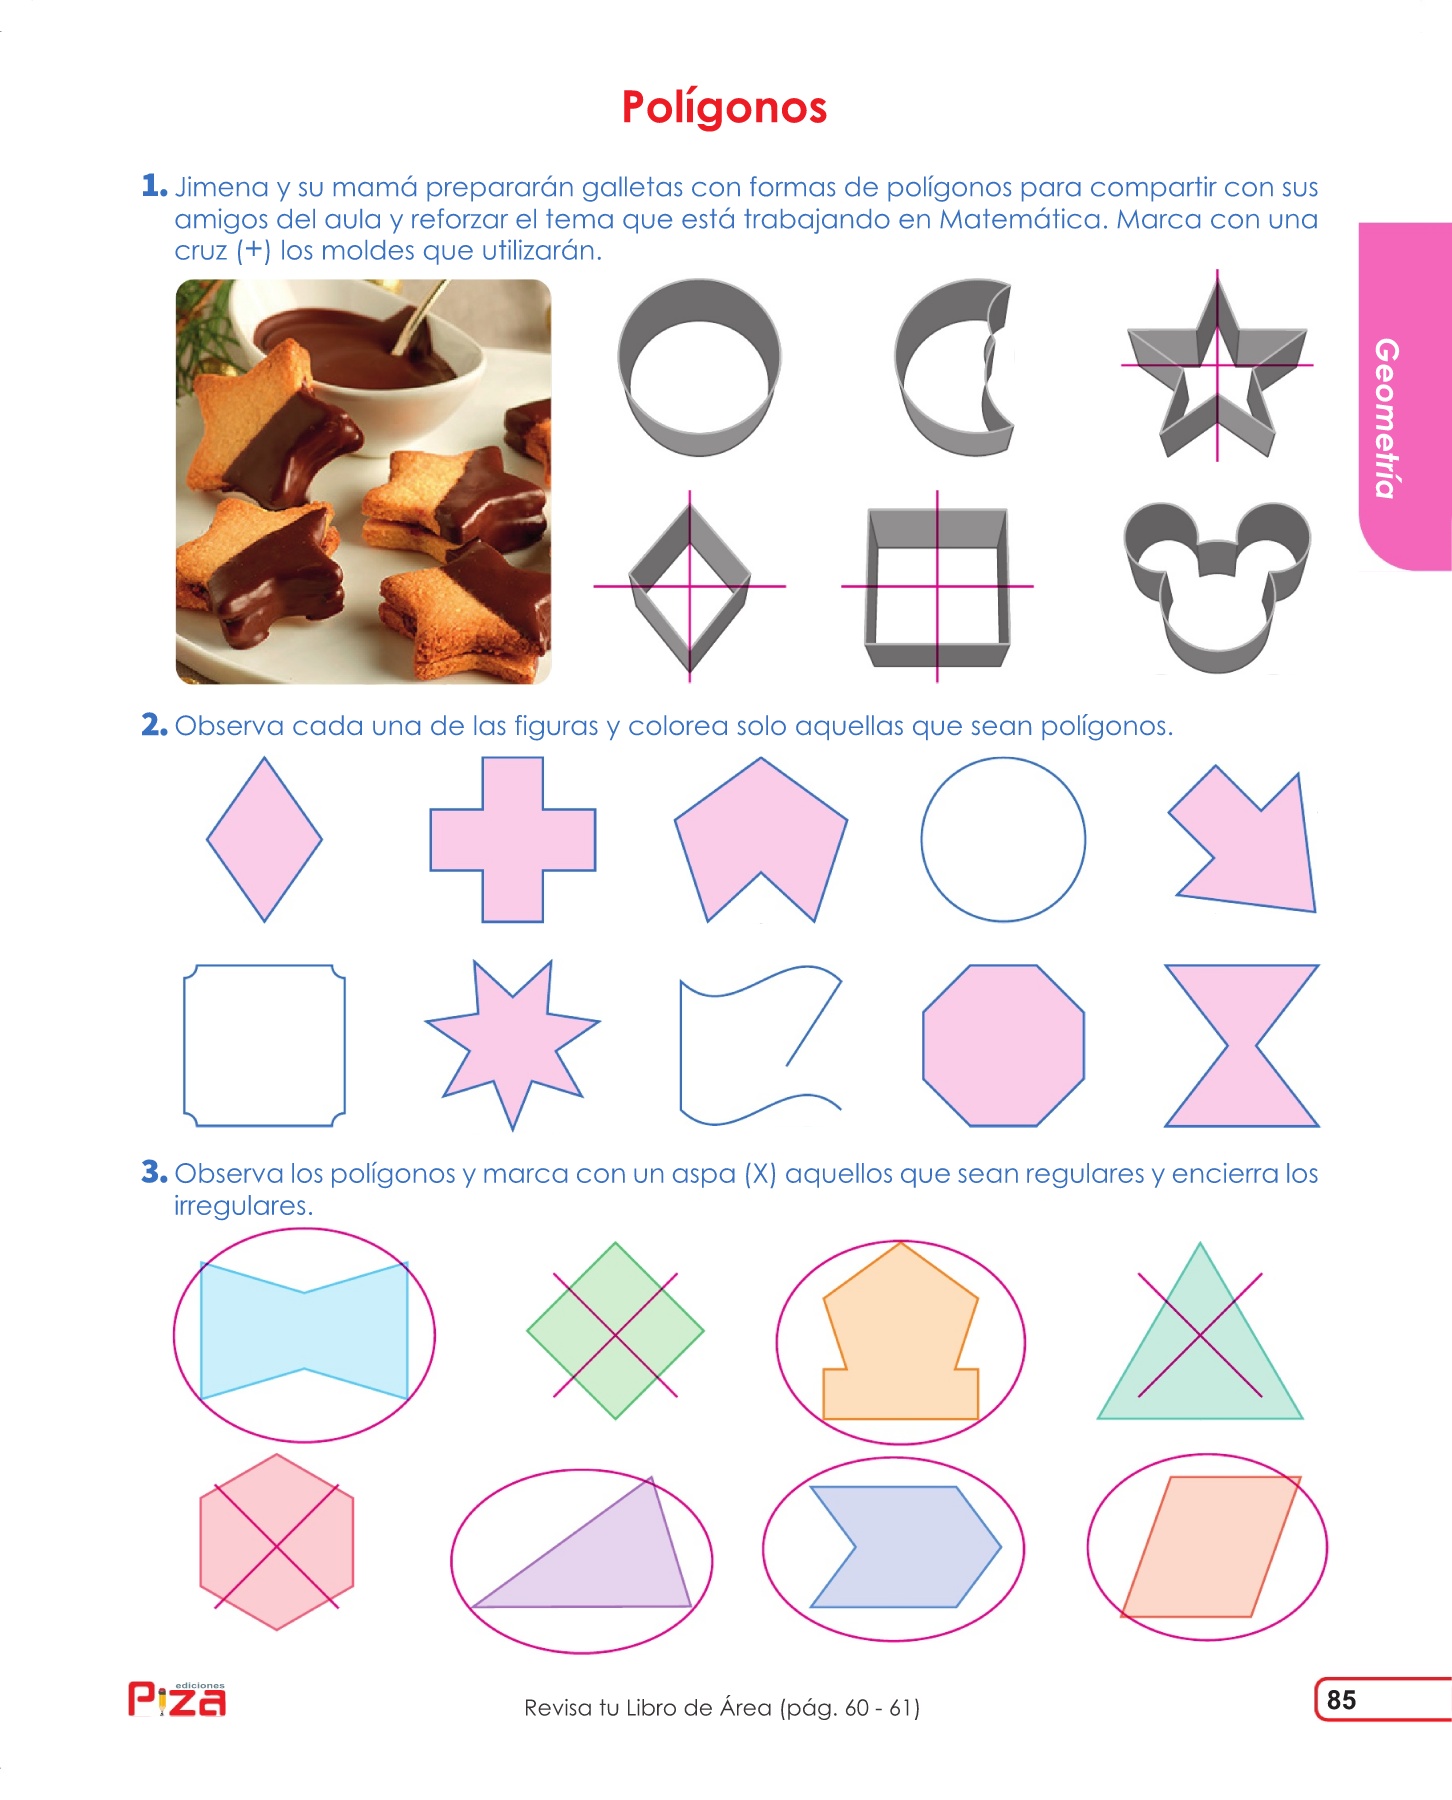 Polígonos
1. Jimena y su mamá prepararán galletas con formas de polígonos para compartir con sus
amigos del aula y reforzar el tema que está trabajando en Matemática. Marca con una
cruz (+) los moldes que utilizarán.
Geometría
2. Observa cada una de las figuras y colorea solo aquellas que sean polígonos.
3. Observa los polígonos y marca con un aspa (X) aquellos que sean regulares y encierra los
irregulares.
ediciones
Piza
Revisa tu Libro de Área (pág. 60 - 61)
85